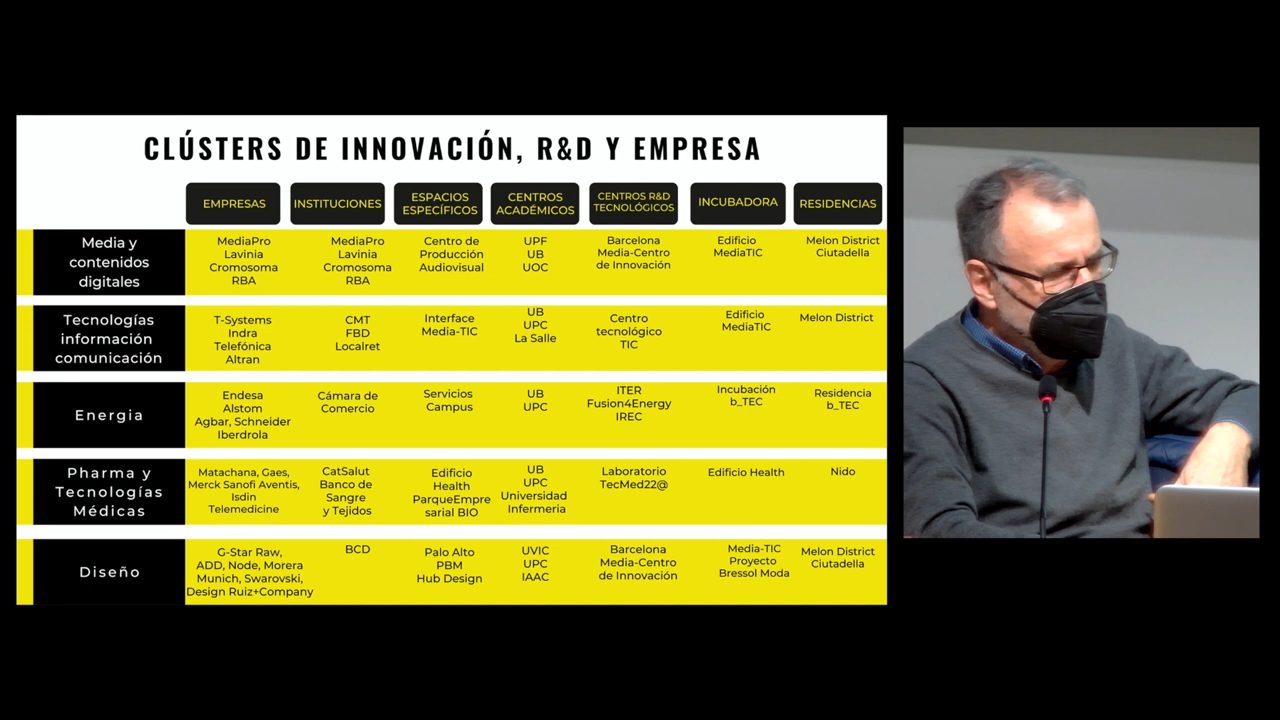 CLÚSTERS DE INNOVACIÓN, R&D Y EMPRESA
EMPRESAS
INSTITUCIONES
ESPACIOS
ESPECÍFICOS
CENTROS
ACADÉMICOS
CENTROS R&D
TECNOLÓGICOS
INCUBADORA
RESIDENCIAS
Media y
contenidos
digitales
MediaPro
Lavinia
Cromosoma
RBA
MediaPro
Lavinia
Cromosoma
RBA
Centro de
Producción
Audiovisual
UPF
UB
UOC
Barcelona
Media-Centro
de Innovación
Edificio
MediaTIC
Melon District
Ciutadella
Tecnologías
información
comunicación
T-Systems
Indra
Telefónica
Altran
CMT
FBD
Localret
Interface
Media-TIC
UB
UPC
La Salle
Centro
tecnológico
TIC
Edificio
MediaTIC
Melon District
Energia
Endesa
Alstom
Agbar, Schneider
Iberdrola
Cámara de
Comercio
Servicios
Campus
UB
UPC
ITER
Fusion4Energy
IREC
Incubación
b_TEC
Residencia
b_TEC
Pharma y
Tecnologías
Médicas
Matachana, Gaes,
Merck Sanofi Aventis,
Isdin
Telemedicine
CatSalut
Banco de
Sangre
y Tejidos
Edificio
Health
ParqueEmpre
sarial BIO
UB
UPC
Universidad
Infermeria
Laboratorio
TecMed22@
Edificio Health
Nido
Diseño
G-Star Raw,
ADD, Node, Morera
Munich, Swarovski,
Design Ruiz+Company
BCD
Palo Alto
PBM
Hub Design
UVIC
UPC
IAAC
Barcelona
Media-Centro
de Innovación
Media-TIC
Proyecto
Bressol Moda
Melon District
Ciutadella